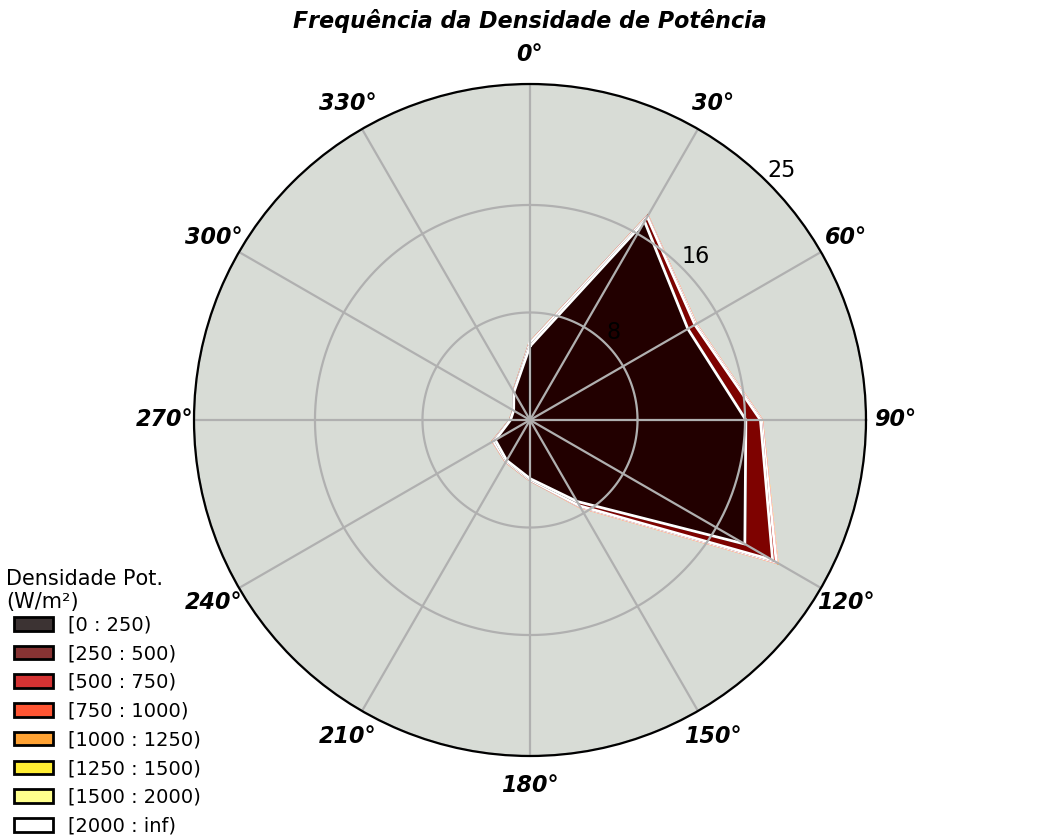 Frequência da Densidade de Potência
0°
330°
30°
25
300°
60°
16
8
270°
90°
240°
120°
210°
150°
180°
Densidade Pot.
(W/m²)
[0 : 250)
[250 : 500)
[500 : 750)
[750 : 1000)
[1000 : 1250)
[1250 : 1500)
[1500 : 2000)
[2000 : inf)